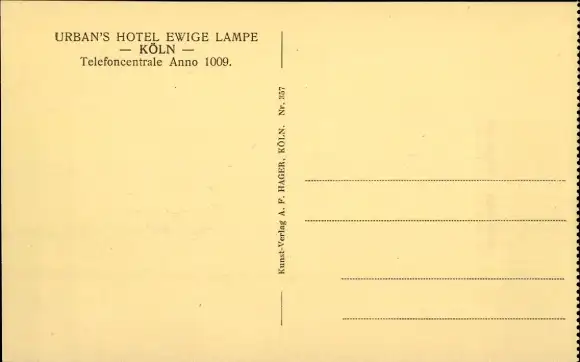 URBAN'S HOTEL EWIGE LAMPE
— KÖLN —
Telefoncentrale Anno 1009.
Kunst-Verlag A. F. HAGER, KÖLN. Nr. 357